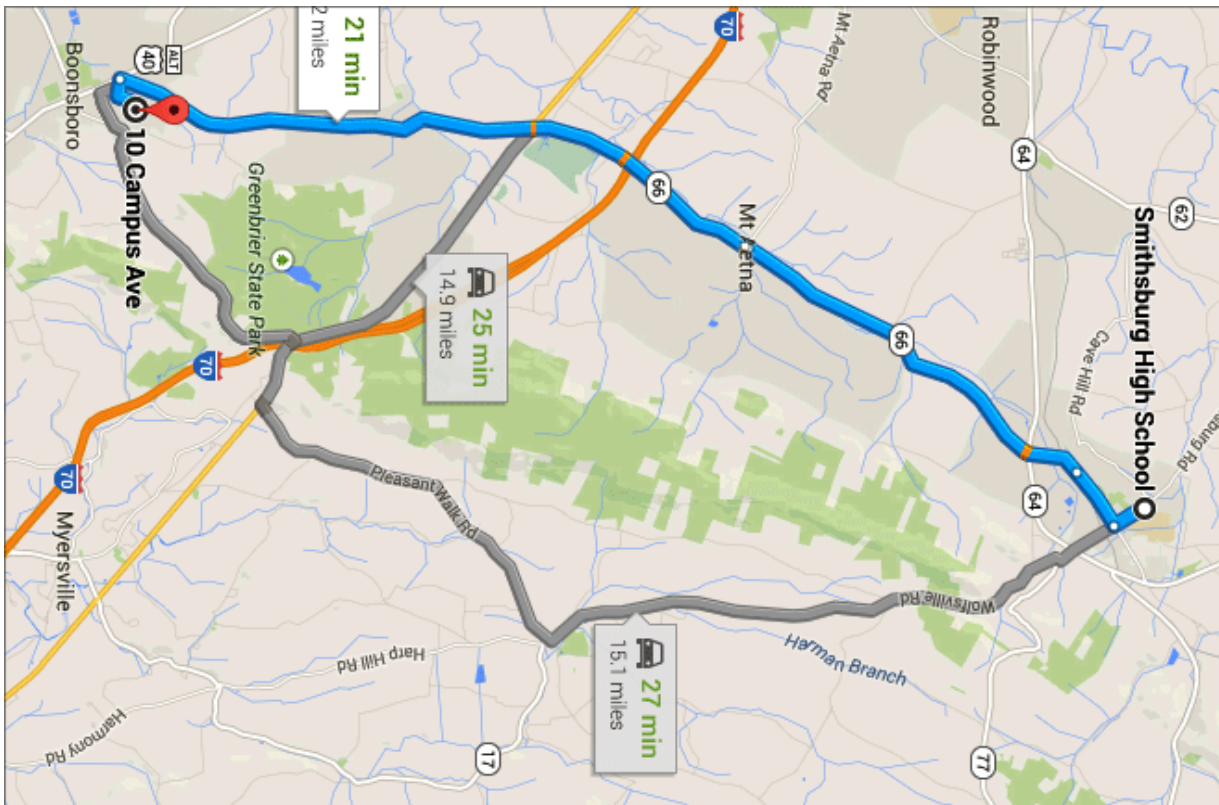 62
sburg Rd
Smithsburg High School
Cave Hill Rd
64
64
Robinwood
77
Wolfsville Rd
66
Harman Branch
Mt Aetna Rd
Mt Aetna
70
66
27 min
15.1 miles
25 min
14.9 miles
17
Pleasant Walk Rd
Harp Hill Rd
21 min
2 miles
Greenbrier State Park
70
ALT
40
10 Campus Ave
Harmony Rd
Boonsboro
70
Myersville